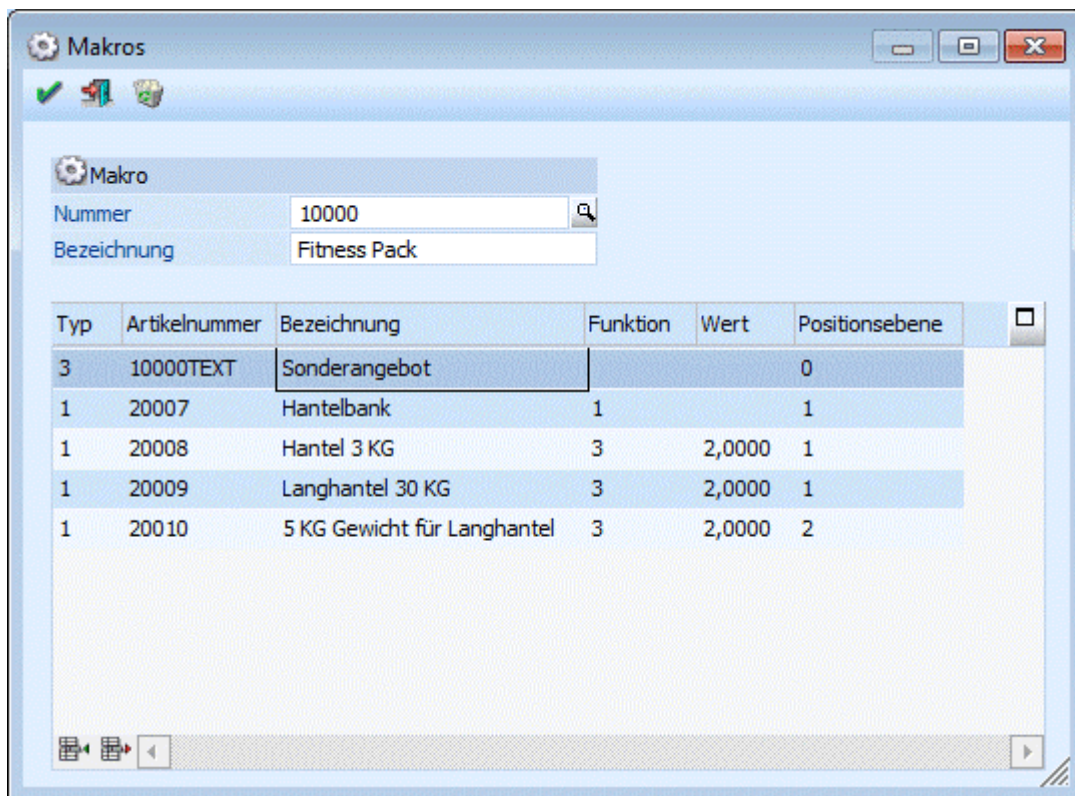 Makros
Makro
Nummer 10000
Bezeichnung Fitness Pack
Typ Artikelnummer Bezeichnung Funktion Wert Positionsebene
3 10000TEXT Sonderangebot 0
1 20007 Hantelbank 1 1
1 20008 Hantel 3 KG 3 2,0000 1
1 20009 Langhantel 30 KG 3 2,0000 1
1 20010 5 KG Gewicht für Langhantel 3 2,0000 2